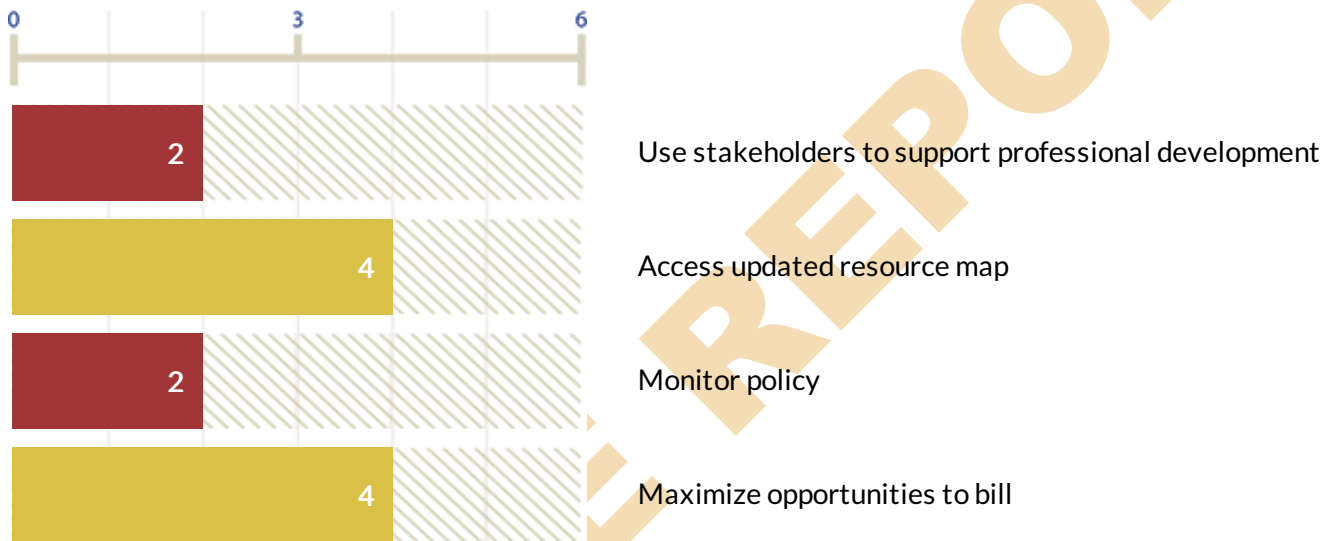 0 3 6
2 Use stakeholders to support professional development
4 Access updated resource map
2 Monitor policy
4 Maximize opportunities to bill
E REPO